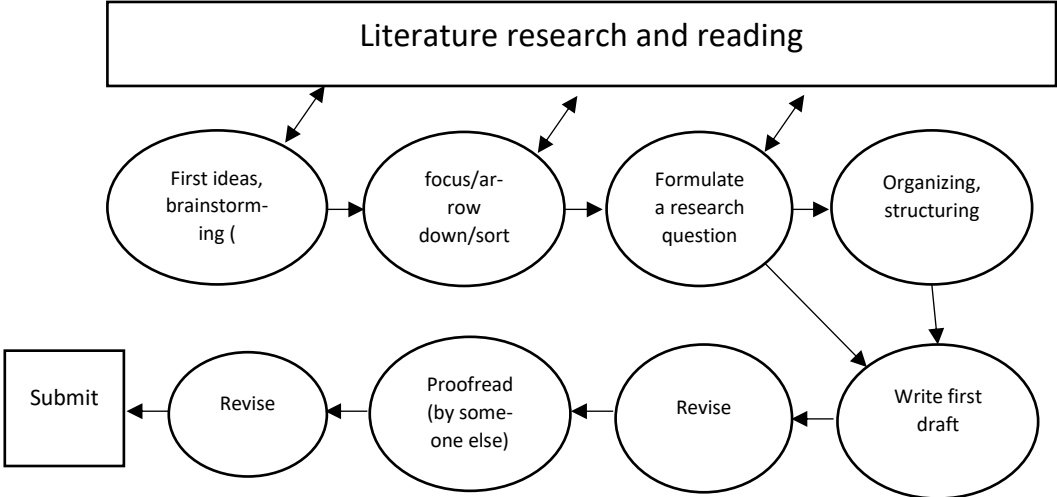 Literature research and reading
First ideas,
brainstorm-
ing (
focus/ar-
row
down/sort
Formulate
a research
question
Organizing,
structuring
Submit
Revise
Proofread
(by some-
one else)
Revise
Write first
draft